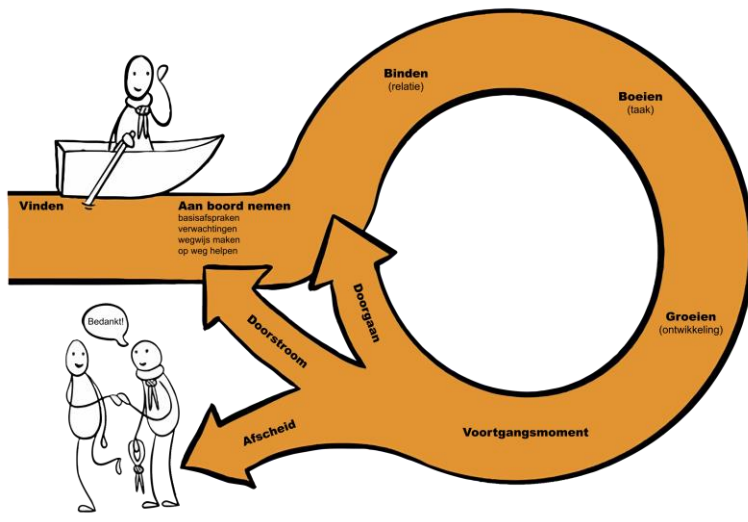 Vinden
Aan boord nemen
basisafspraken
verwachtingen
wegwijs maken
op weg helpen
Binden
(relatie)
Boeien
(taak)
Groeien
(ontwikkeling)
Voortgangsmoment
Doorgaan
Doorstroom
Afscheid
Bedankt!